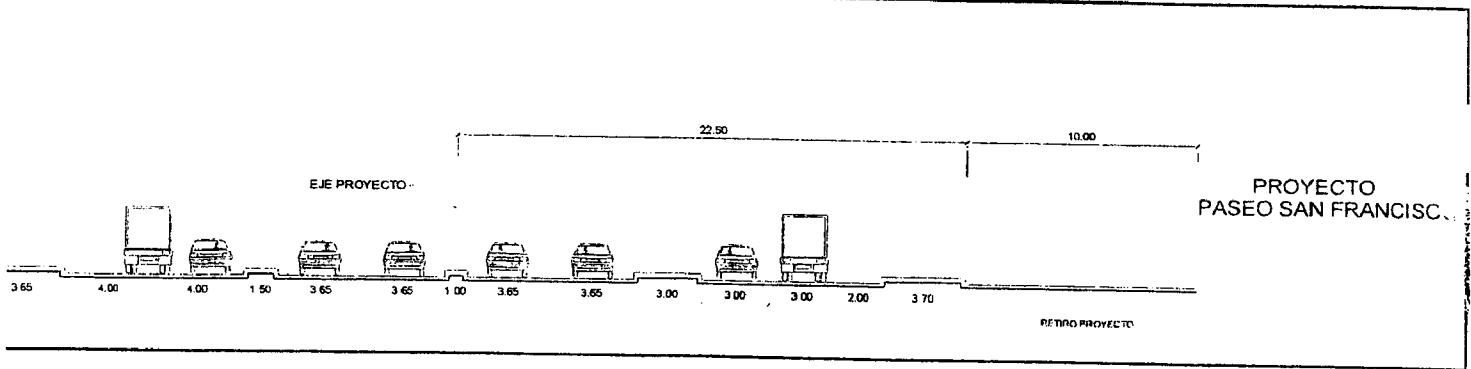 22.50
10.00
EJE PROYECTO
PROYECTO
PASEO SAN FRANCISC
3 65 4.00 4.00 1 50 3.65 3.65 1 00 3.65 3.65 3.00 3 00 3 00 2.00 3 70
RETIRO PROYECTO